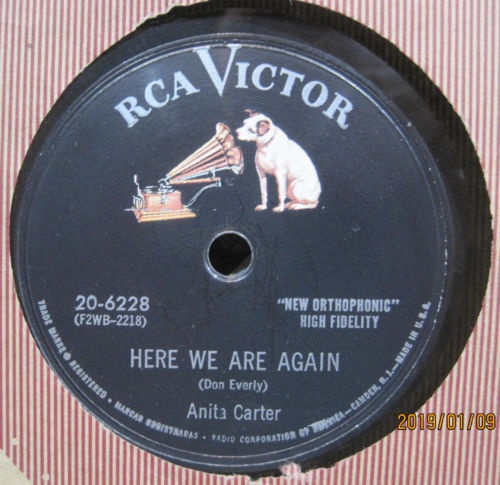 RCA VICTOR
20-6228
(F2WB-2218)
"NEW ORTHOPHONIC"
HIGH FIDELITY
HERE WE ARE AGAIN
(Don Everly)
Anita Carter
TRADE MARKS ® REGISTERED • MARCAS REGISTRADAS • RADIO CORPORATION OF AMERICA—CAMDEN, N.J.—MADE IN U.S.A.
2019/01/09